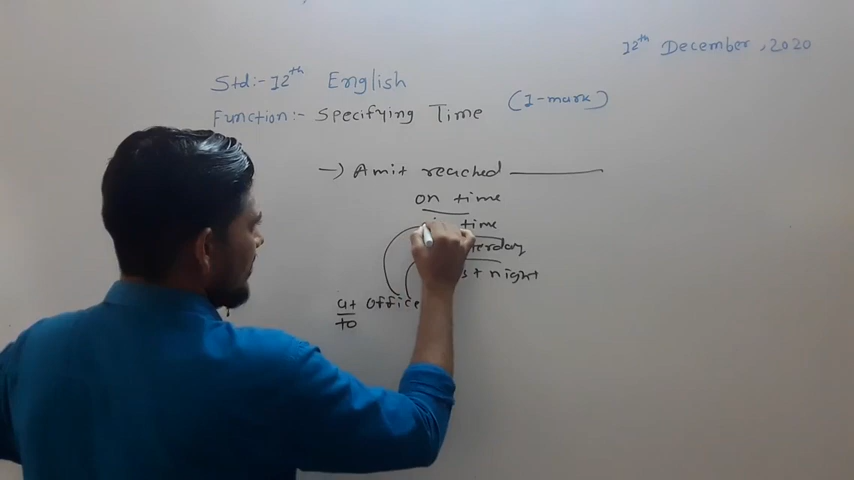 12th December, 2020
Std:- 12th English
Function:- Specifying Time (1-mark)
→ Amit reached ______
on time
time
night
at office
to